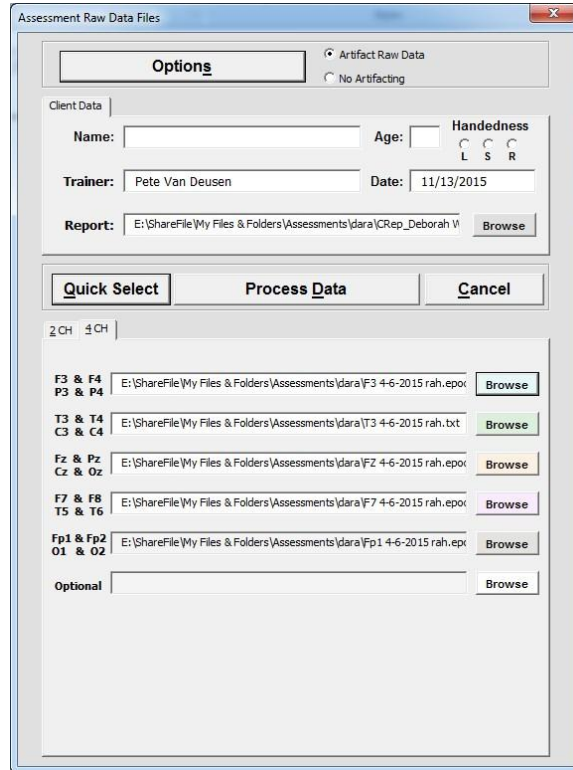 Assessment Raw Data Files
x
Options
Artifact Raw Data
No Artifacting
Client Data
Name:
Age:
Handedness
L S R
Trainer: Pete Van Deusen
Date: 11/13/2015
Report: E:\ShareFile\My Files & Folders\Assessments\dara\CRep_Deborah W
Browse
Quick Select
Process Data
Cancel
2 CH
4 CH
F3 & F4
P3 & P4
E:\ShareFile\My Files & Folders\Assessments\dara\F3 4-6-2015 rah.epoc
Browse
T3 & T4
C3 & C4
E:\ShareFile\My Files & Folders\Assessments\dara\T3 4-6-2015 rah.txt
Browse
Fz & Pz
Cz & Oz
E:\ShareFile\My Files & Folders\Assessments\dara\FZ 4-6-2015 rah.epoc
Browse
F7 & F8
T5 & T6
E:\ShareFile\My Files & Folders\Assessments\dara\F7 4-6-2015 rah.epoc
Browse
Fp1 & Fp2
O1 & O2
E:\ShareFile\My Files & Folders\Assessments\dara\Fp1 4-6-2015 rah.epo
Browse
Optional
Browse